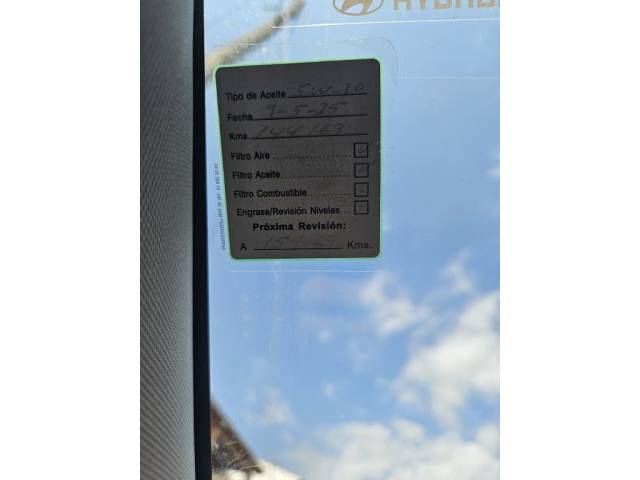 HYUNDAI
Tipo de Aceite 5W-30
Fecha 9-5-25
Kms. 144169
Filtro Aire
Filtro Aceite
Filtro Combustible
Engrase/Revisión Niveles
Próxima Revisión:
A Kms.